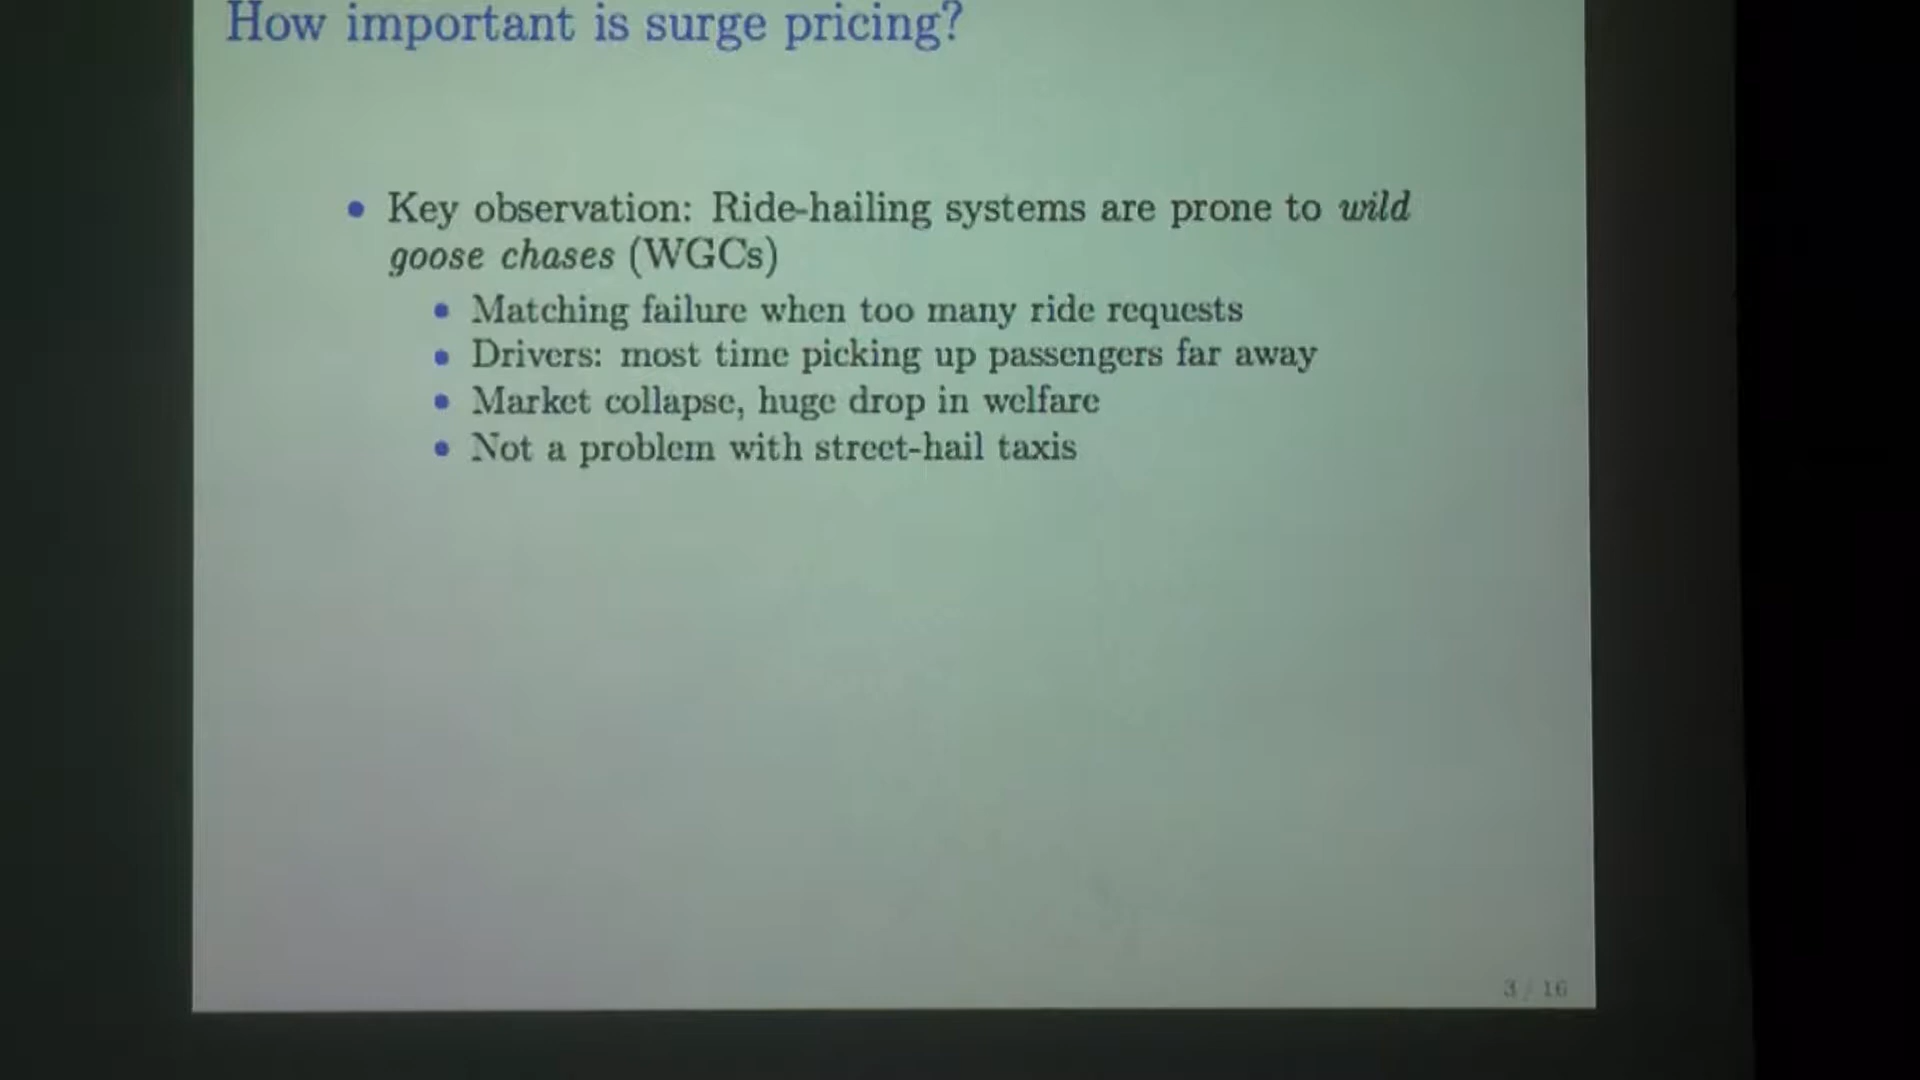 How important is surge pricing?
• Key observation: Ride-hailing systems are prone to wild
goose chases (WGCs)
• Matching failure when too many ride requests
• Drivers: most time picking up passengers far away
• Market collapse, huge drop in welfare
• Not a problem with street-hail taxis
3 / 16